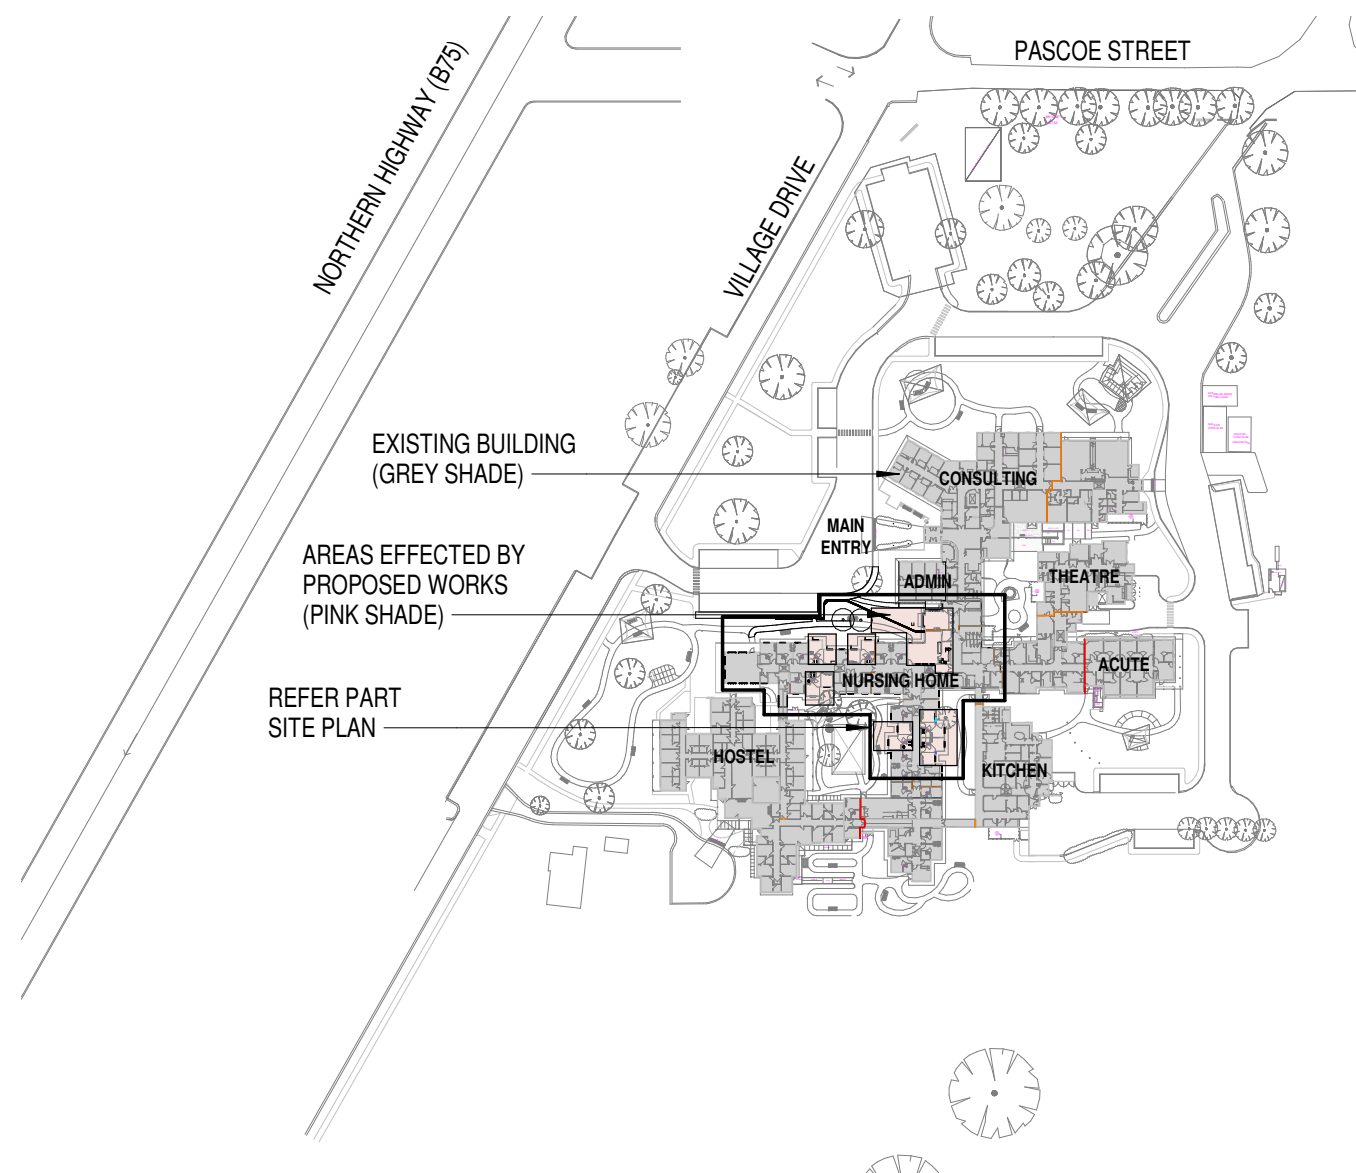 PASCOE STREET
NORTHERN HIGHWAY (B75)
VILLAGE DRIVE
EXISTING BUILDING
(GREY SHADE)
CONSULTING
MAIN
ENTRY
AREAS EFFECTED BY
PROPOSED WORKS
(PINK SHADE)
ADMIN
THEATRE
ACUTE
NURSING HOME
REFER PART
SITE PLAN
HOSTEL
KITCHEN